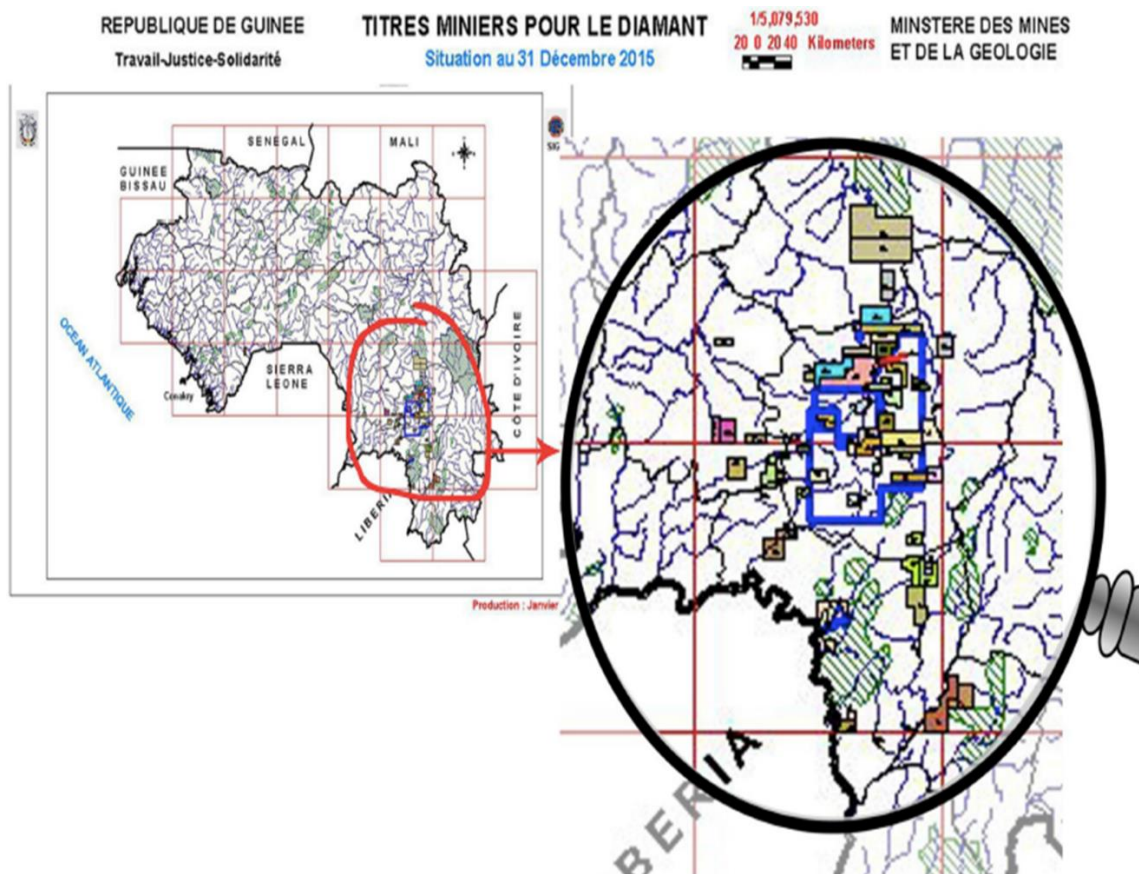 REPUBLIQUE DE GUINEE
Travail-Justice-Solidarité
TITRES MINIERS POUR LE DIAMANT
Situation au 31 Décembre 2015
1/5,079,530
20 0 20 40 Kilometers
MINSTERE DES MINES
ET DE LA GEOLOGIE
SENEGAL
MALI
SIG
GUINEE
BISSAU
OCEAN ATLANTIQUE
SIERRA
LEONE
Conakry
CÔTE D'IVOIRE
LIBERIA
Production : Janvier
BERIA